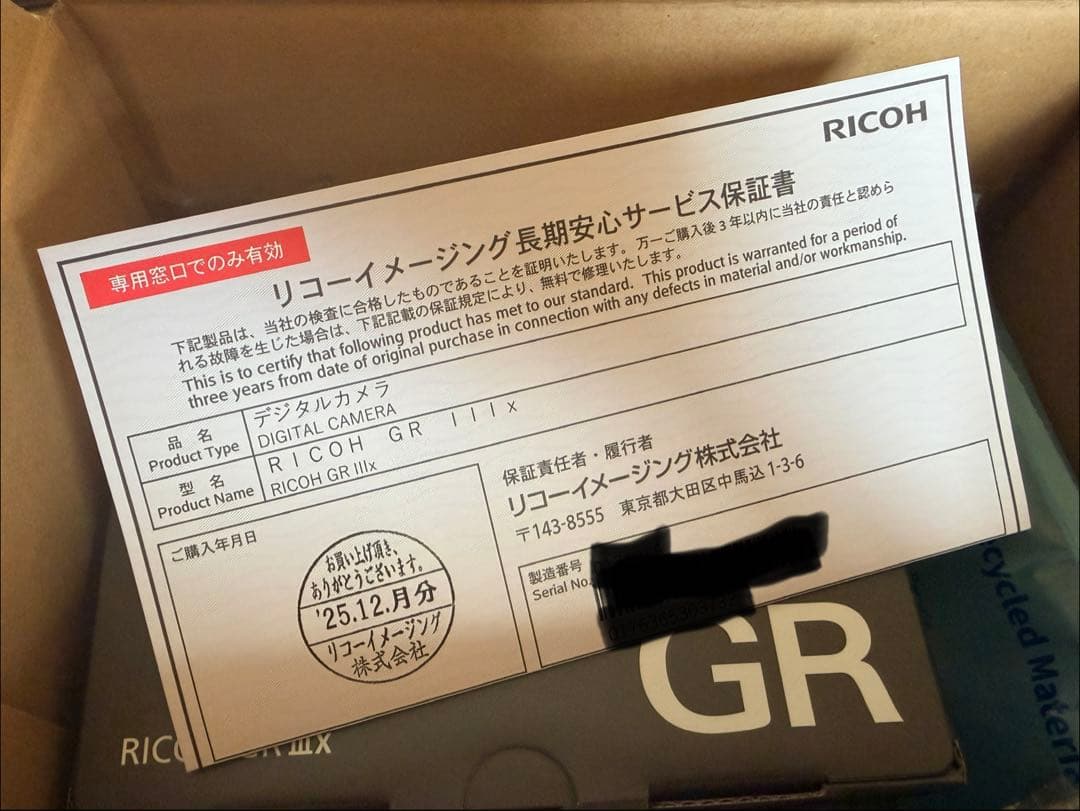 RICOH
専用窓口でのみ有効
リコーイメージング長期安心サービス保証書
下記製品は、当社の検査に合格したものであることを証明いたします。万一ご購入後3年以内に当社の責任と認めら
れる故障を生じた場合は、下記記載の保証規定により、無料で修理いたします。
This is to certify that following product has met to our standard. This product is warranted for a period of
three years from date of original purchase in connection with any defects in material and/or workmanship.
品 名
Product Type
デジタルカメラ
DIGITAL CAMERA
型 名
Product Name
RICOH GR IIIx
RICOH GR IIIx
ご購入年月日
お買い上げ頂き、
ありがとうございます。
'25.12.月分
リコーイメージング
株式会社
保証責任者・履行者
リコーイメージング株式会社
〒143-8555 東京都大田区中馬込1-3-6
製造番号
Serial No.
GR
RICOH GR IIIx
cycled Materi